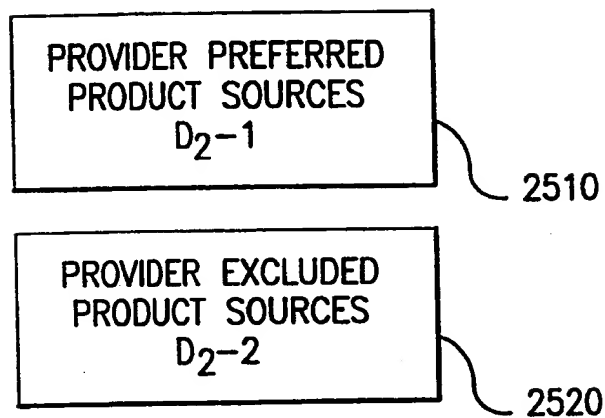 PROVIDER PREFERRED
PRODUCT SOURCES
D₂-1
2510
PROVIDER EXCLUDED
PRODUCT SOURCES
D₂-2
2520